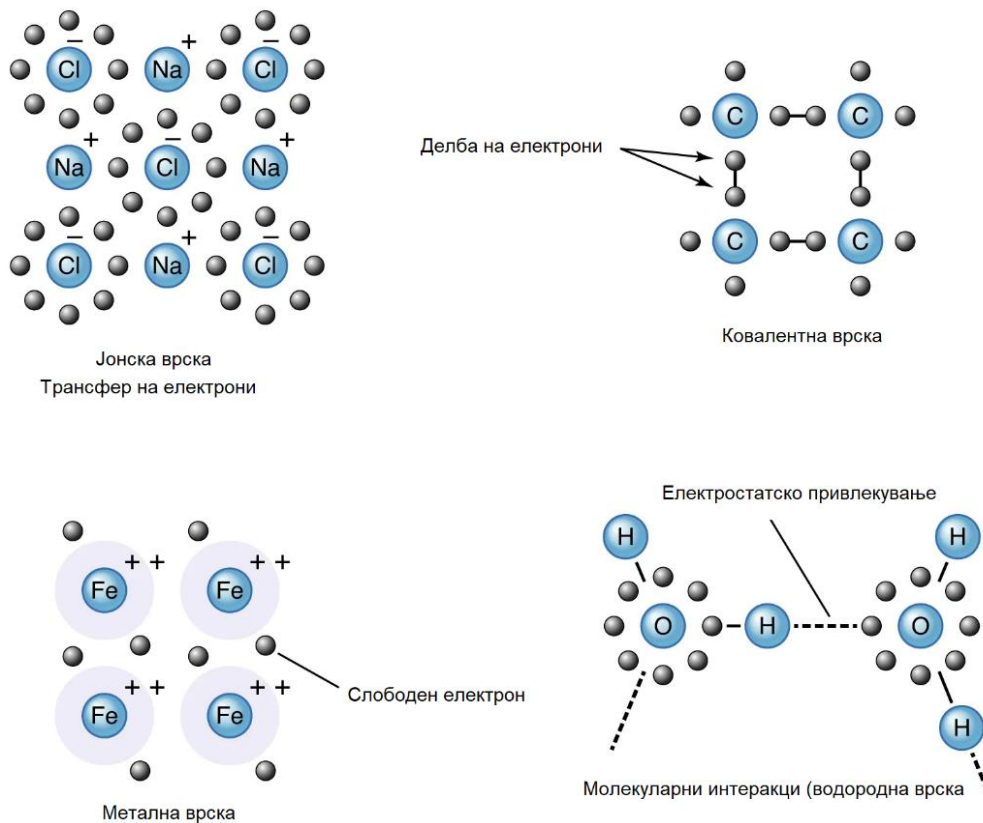 Cl
−
Na
+
Cl
−
Na
+
Cl
−
Na
+
Cl
−
Na
+
Cl
−
Јонска врска
Трансфер на електрони
C
C
Делба на електрони
C
C
Ковалентна врска
Fe
+ +
Fe
+ +
Fe
+ +
Fe
+ +
Слободен електрон
Метална врска
Електростатско привлекување
H
H
O
H
O
H
Молекуларни интеракци (водородна врска